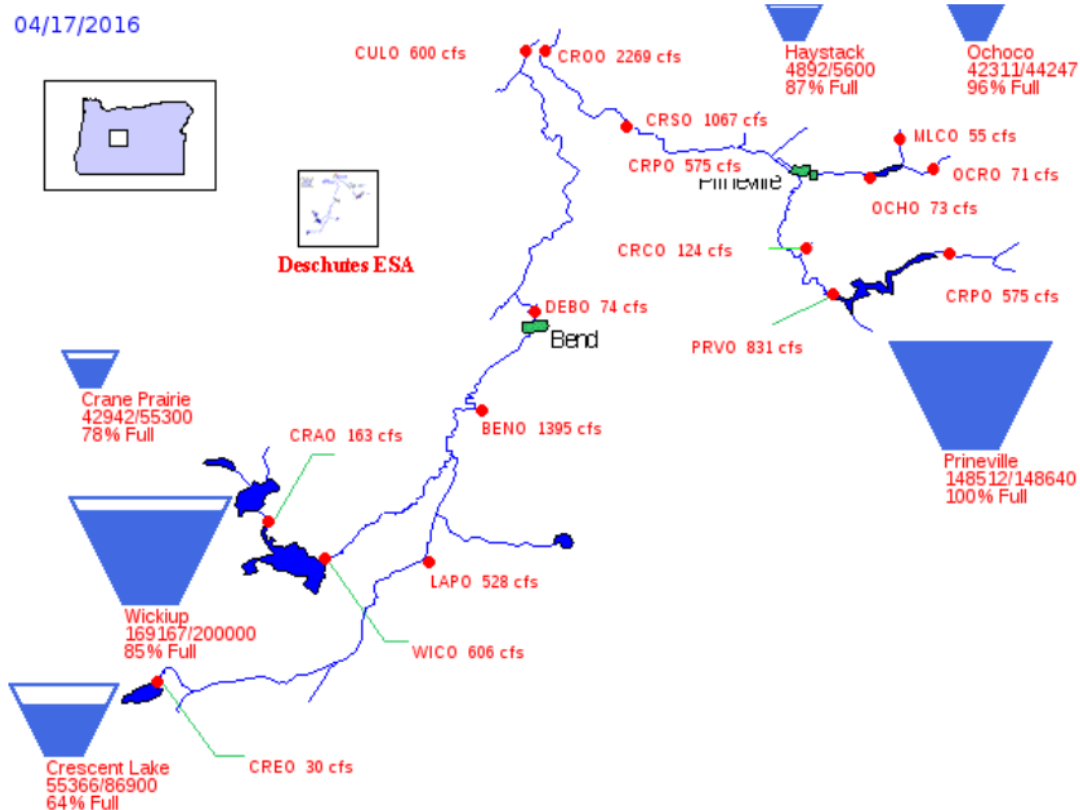 04/17/2016
CULO 600 cfs
CROO 2269 cfs
Haystack
4892/5600
87% Full
Ochoco
42311/44247
96% Full
CRSO 1067 cfs
MLCO 55 cfs
CRPO 575 cfs
Prineville
OCRO 71 cfs
OCHO 73 cfs
CRCO 124 cfs
Deschutes ESA
CRPO 575 cfs
DEBO 74 cfs
Bend
PRVO 831 cfs
Crane Prairie
42942/55300
78% Full
BENO 1395 cfs
CRAO 163 cfs
Prineville
148512/148640
100% Full
LAPO 528 cfs
Wickiup
169167/200000
85% Full
WICO 606 cfs
CREO 30 cfs
Crescent Lake
55366/86900
64% Full